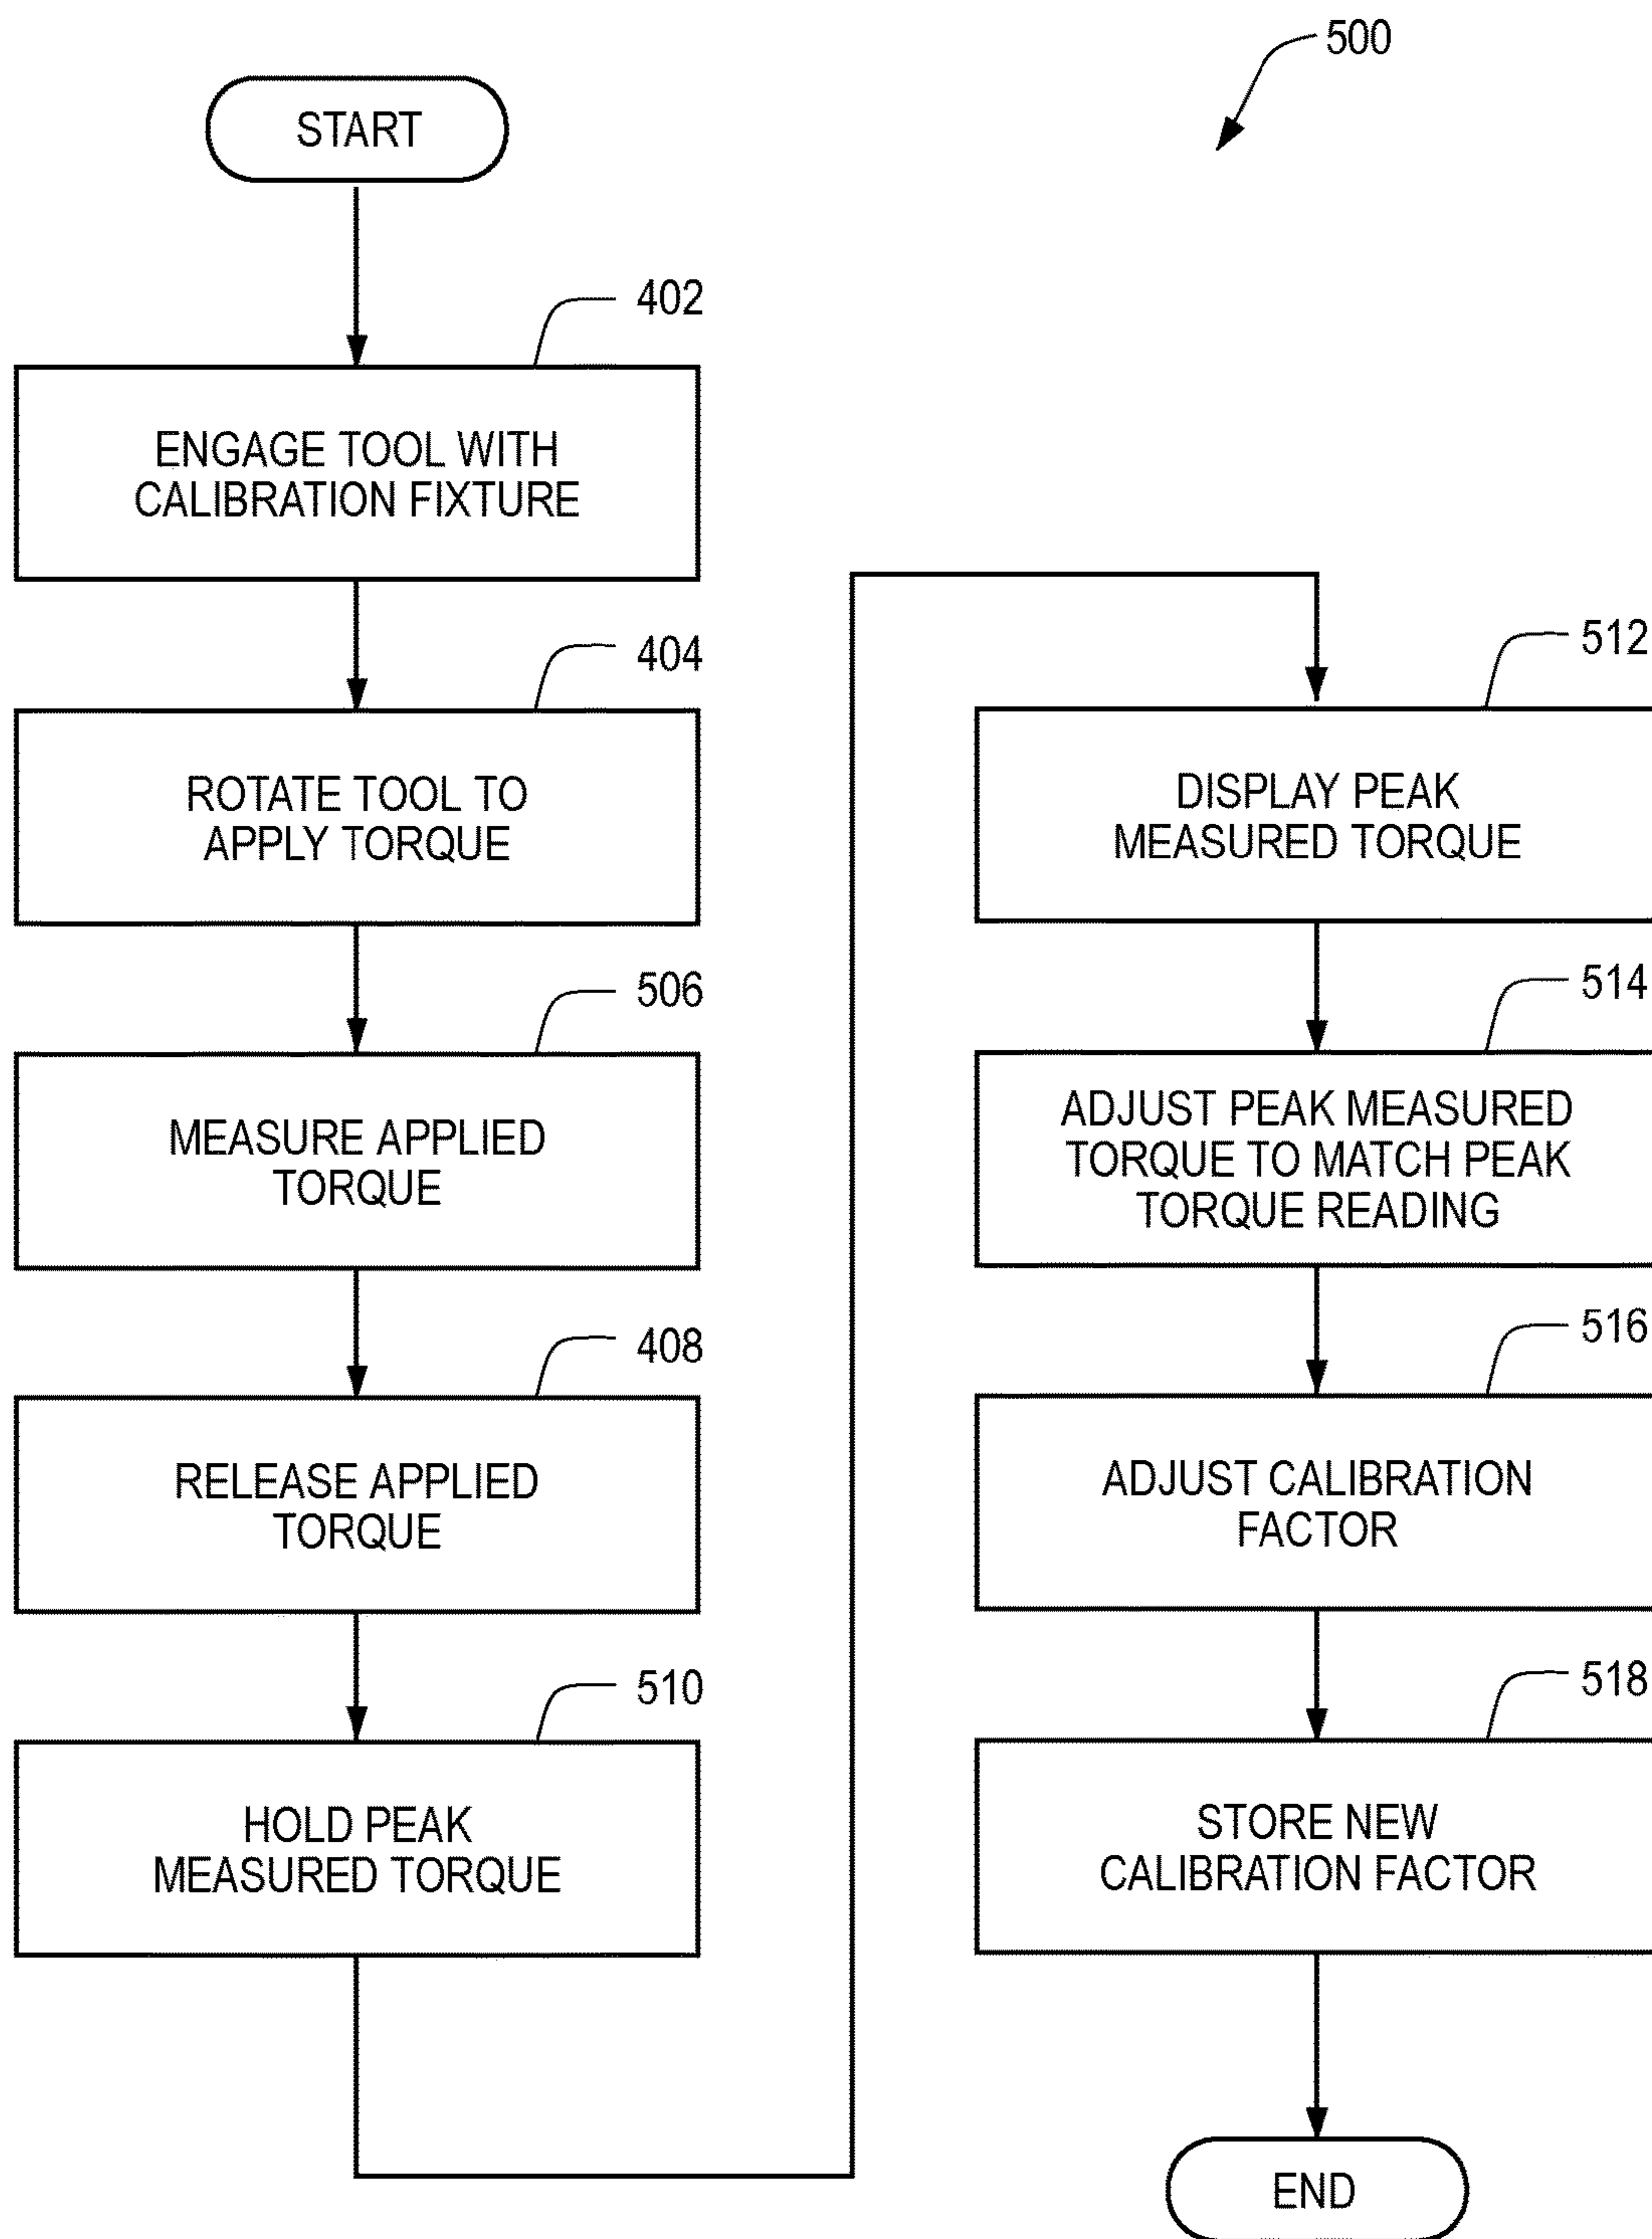 500
START
402
ENGAGE TOOL WITH
CALIBRATION FIXTURE
404
ROTATE TOOL TO
APPLY TORQUE
506
MEASURE APPLIED
TORQUE
408
RELEASE APPLIED
TORQUE
510
HOLD PEAK
MEASURED TORQUE
512
DISPLAY PEAK
MEASURED TORQUE
514
ADJUST PEAK MEASURED
TORQUE TO MATCH PEAK
TORQUE READING
516
ADJUST CALIBRATION
FACTOR
518
STORE NEW
CALIBRATION FACTOR
END